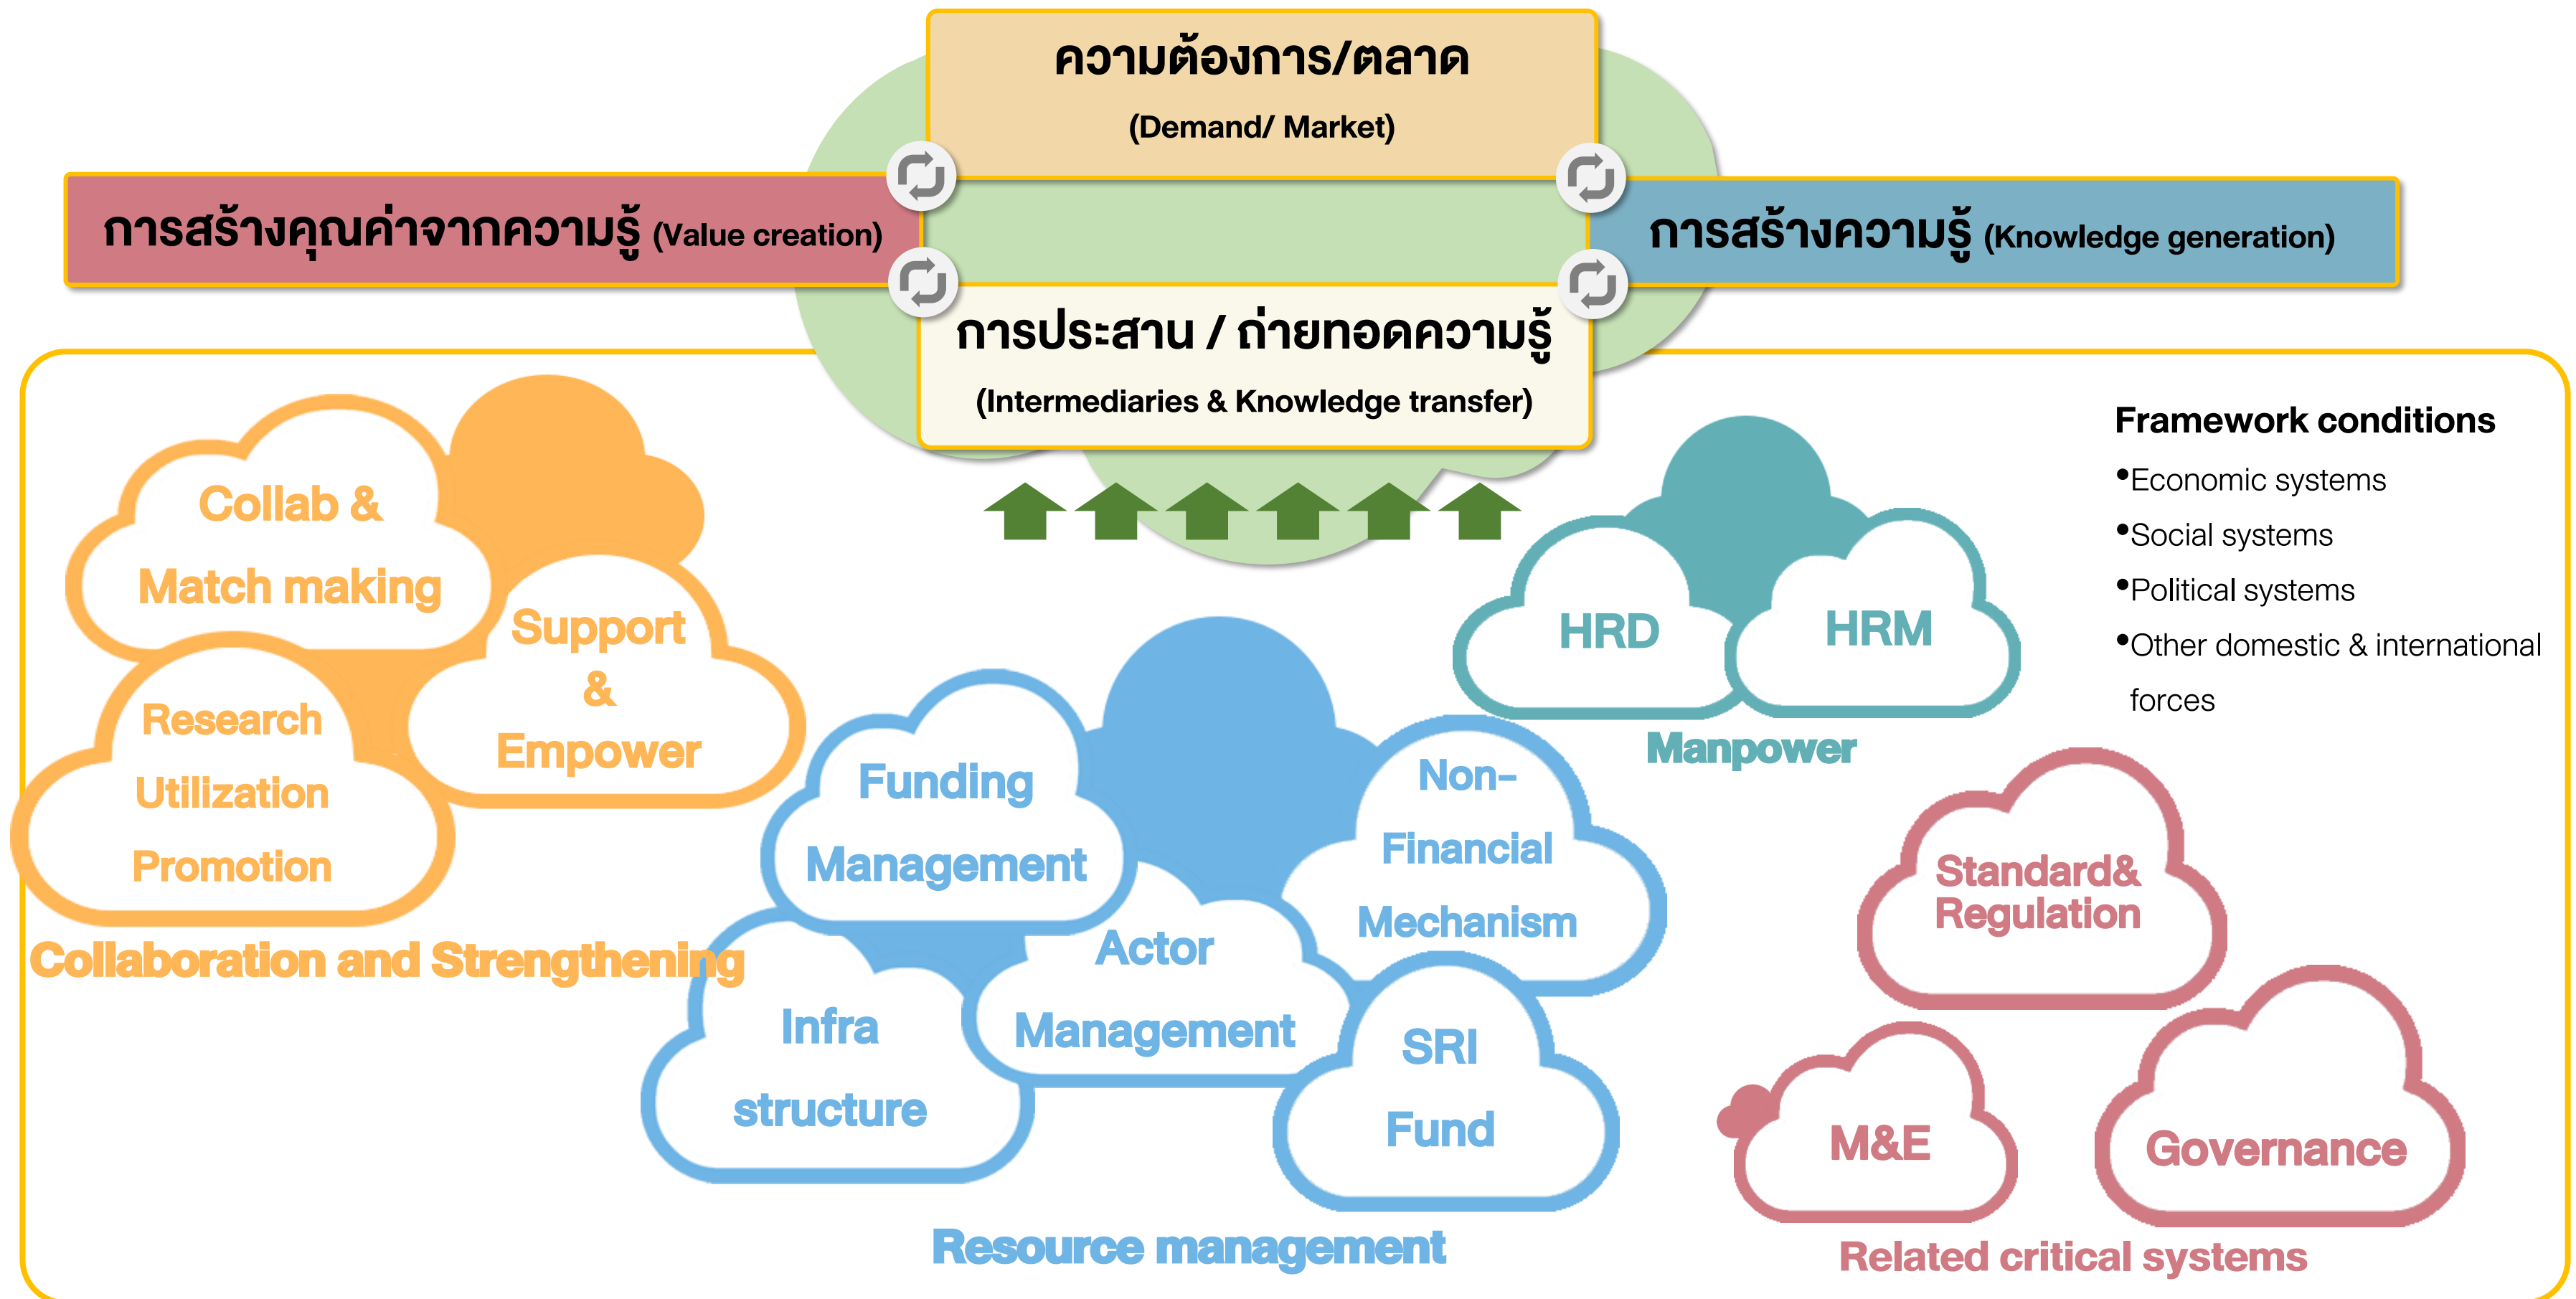 ความต้องการ/ตลาด
(Demand/ Market)
การสร้างคุณค่าจากความรู้ (Value creation)
การสร้างความรู้ (Knowledge generation)
การประสาน / ถ่ายทอดความรู้
(Intermediaries & Knowledge transfer)
Collab &
Match making
Support
&
Empower
Research
Utilization
Promotion
Collaboration and Strengthening
Funding
Management
Non-
Financial
Mechanism
Actor
Management
Infra
structure
SRI
Fund
Resource management
HRD
HRM
Manpower
Framework conditions
•Economic systems
•Social systems
•Political systems
•Other domestic & international
forces
Standard&
Regulation
M&E
Governance
Related critical systems